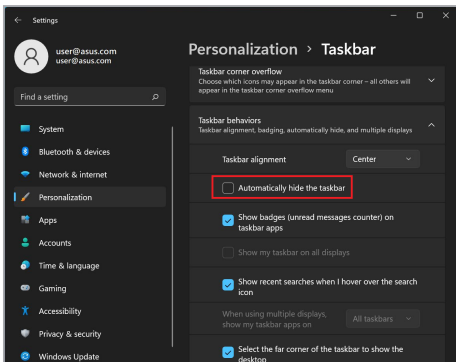 Settings
user@asus.com
user@asus.com
Find a setting
System
Bluetooth & devices
Network & internet
Personalization
Apps
Accounts
Time & language
Gaming
Accessibility
Privacy & security
Windows Update
Personalization > Taskbar
Taskbar corner overflow
Choose which icons may appear in the taskbar corner – all others will
appear in the taskbar corner overflow menu
Taskbar behaviors
Taskbar alignment, badging, automatically hide, and multiple displays
Taskbar alignment
Center
Automatically hide the taskbar
Show badges (unread messages counter) on
taskbar apps
Show my taskbar on all displays
Show recent searches when I hover over the search
icon
When using multiple displays,
show my taskbar apps on
All taskbars
Select the far corner of the taskbar to show the
desktop